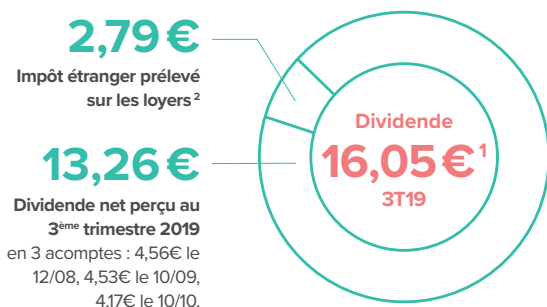 2,79 €
Impôt étranger prélevé
sur les loyers ²
13,26 €
Dividende net perçu au
3ème trimestre 2019
en 3 acomptes : 4,56€ le
12/08, 4,53€ le 10/09,
4,17€ le 10/10.
Dividende
16,05 € ¹
3T19